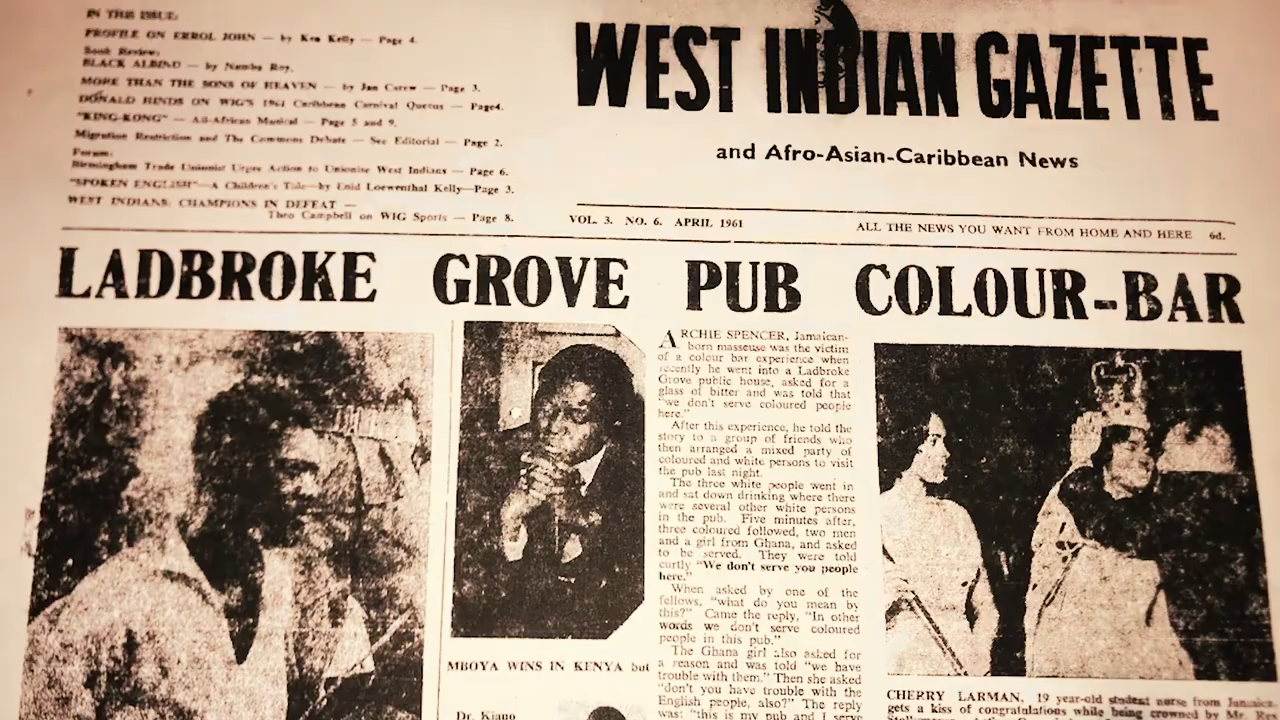 IN THIS ISSUE:
PROFILE ON ERROL JOHN — by Ken Kelly — Page 4.
Book Review:
BLACK ALBINO — by Namba Roy.
MORE THAN THE SONS OF HEAVEN — by Jan Carew — Page 3.
DONALD HINDS ON WIG'S 1961 Caribbean Carnival Queens — Page4.
"KING-KONG" — All-African Musical — Page 5 and 9.
Migration Restriction and The Commons Debate — See Editorial — Page 2.
Forum:
Birmingham Trade Unionist Urges Action to Unionise West Indians — Page 6.
"SPOKEN ENGLISH"—A Children's Tale—by Enid Loewenthal Kelly—Page 3.
WEST INDIANS: CHAMPIONS IN DEFEAT —
Theo Campbell on WIG Sports — Page 8.
WEST INDIAN GAZETTE
and Afro-Asian-Caribbean News
VOL. 3. NO. 6. APRIL 1961
ALL THE NEWS YOU WANT FROM HOME AND HERE 6d.
LADBROKE GROVE PUB COLOUR-BAR
MBOYA WINS IN KENYA but
Dr. Kiano
ARCHIE SPENCER, Jamaican-
born masseuse was the victim
of a colour bar experience when
recently he went into a Ladbroke
Grove public house, asked for a
glass of bitter and was told that
"we don't serve coloured people
here."
After this experience, he told the
story to a group of friends who
then arranged a mixed party of
coloured and white persons to visit
the pub last night.
The three white people went in
and sat down drinking where there
were several other white persons
in the pub. Five minutes after,
three coloured followed, two men
and a girl from Ghana, and asked
to be served. They were told
curtly "We don't serve you people
here."
When asked by one of the
fellows, "what do you mean by
this?" Came the reply, "In other
words we don't serve coloured
people in this pub."
The Ghana girl also asked for
a reason and was told "we have
trouble with them." Then she asked
"don't you have trouble with the
English people, also?" The reply
was: "this is my pub and I serve
CHERRY LARMAN, 19 year-old student nurse from Jamaica,
gets a kiss of congratulations while being crowned by Mr.